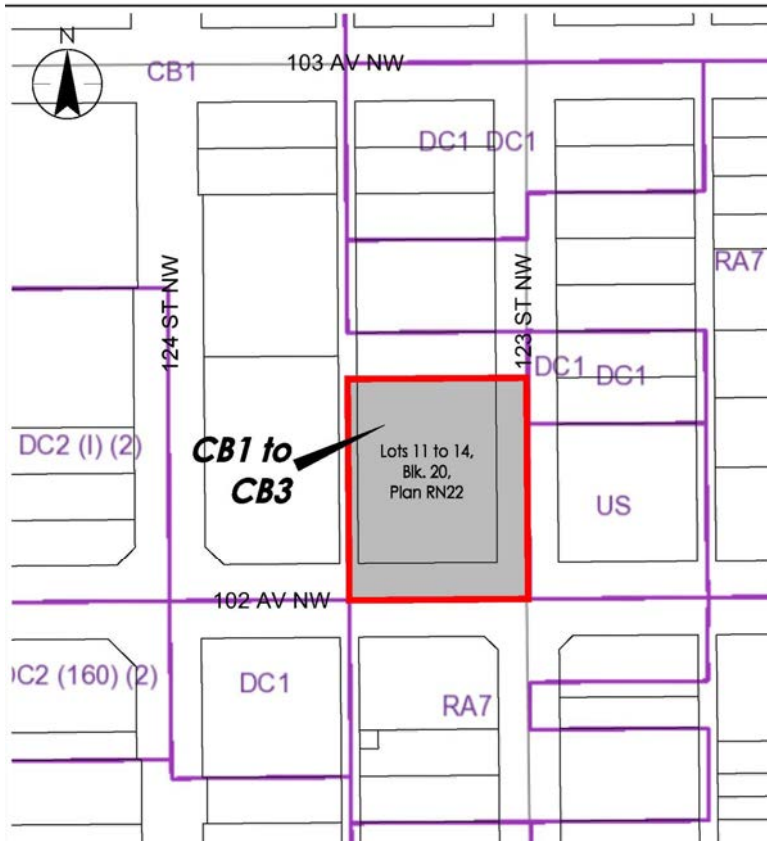 N
103 AV NW
CB1
DC1 DC1
RA7
124 ST NW
123 ST NW
DC1 DC1
DC2 (I) (2)
CB1 to
CB3
Lots 11 to 14,
Blk. 20,
Plan RN22
US
102 AV NW
DC2 (160) (2)
DC1
RA7